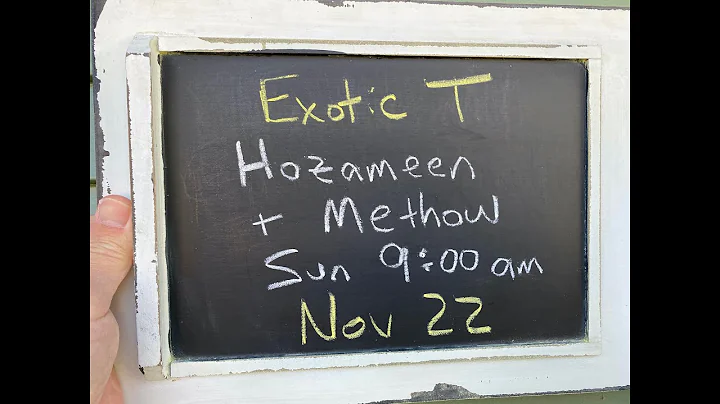 Exotic T
Hozameen
+ Methow
Sun 9:00 am
Nov 22